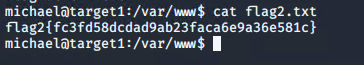 michael@target1:/var/www$ cat flag2.txt
flag2{fc3fd58dcdad9ab23faca6e9a36e581c}
michael@target1:/var/www$